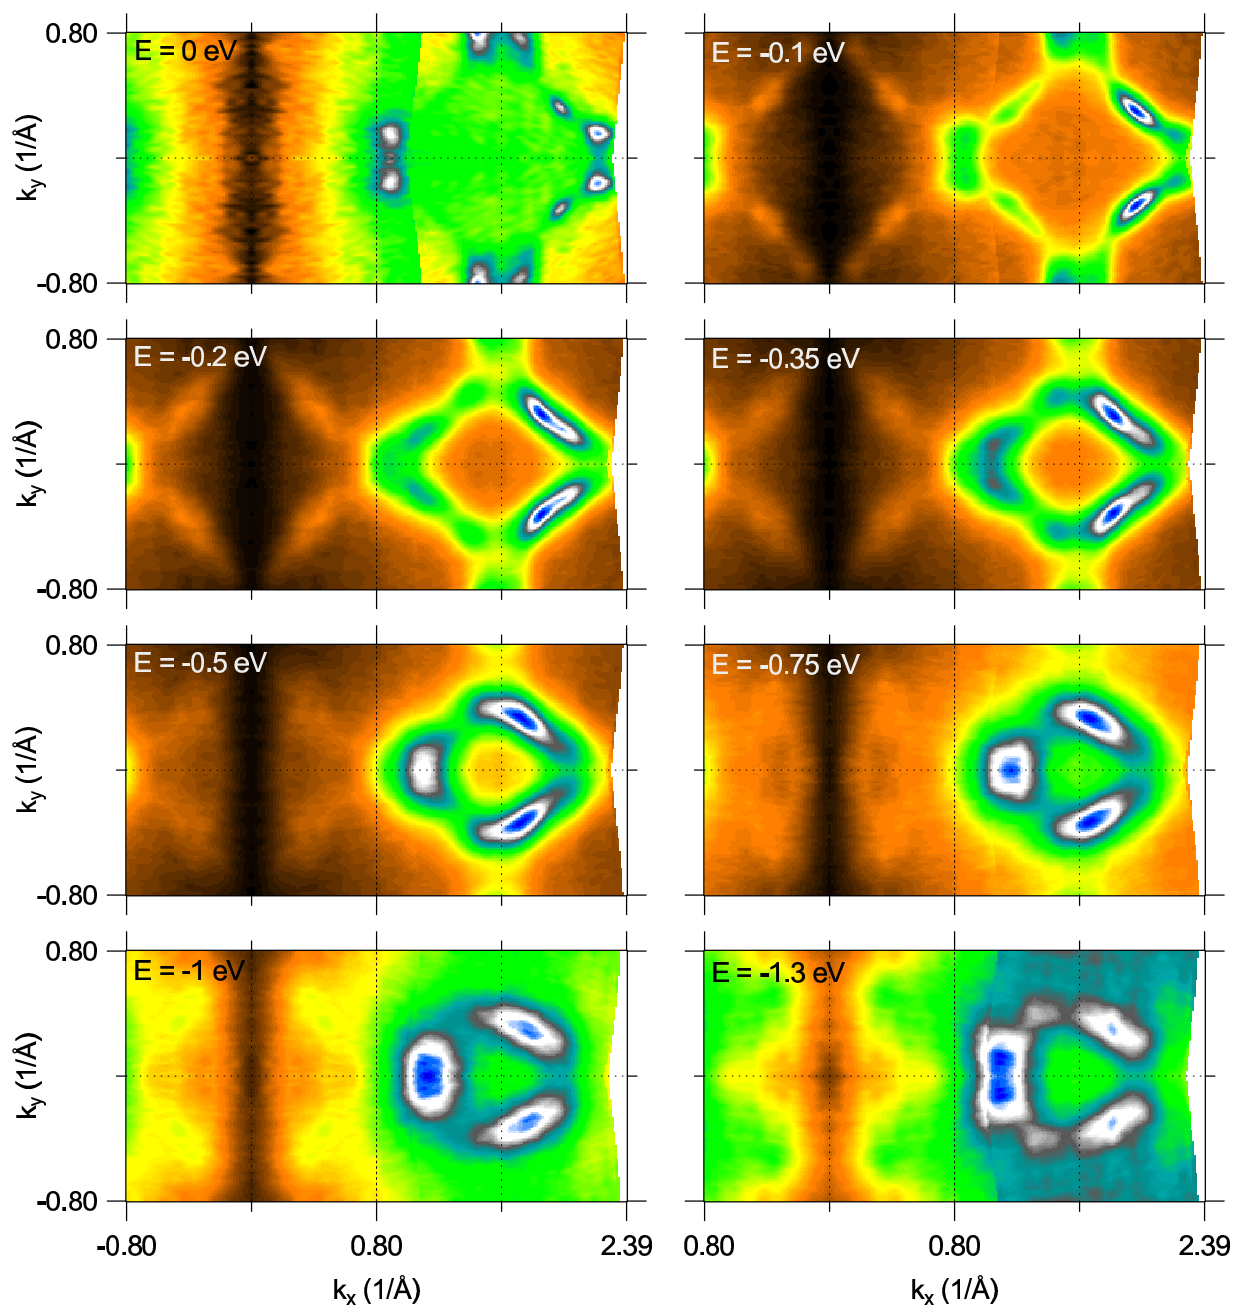 0.80
E = 0 eV
E = -0.1 eV
k_y (1/Å)
-0.80
0.80
E = -0.2 eV
E = -0.35 eV
k_y (1/Å)
-0.80
0.80
E = -0.5 eV
E = -0.75 eV
k_y (1/Å)
-0.80
0.80
E = -1 eV
E = -1.3 eV
k_y (1/Å)
-0.80
-0.80 0.80 2.39 0.80 0.80 2.39
k_x (1/Å) k_x (1/Å)